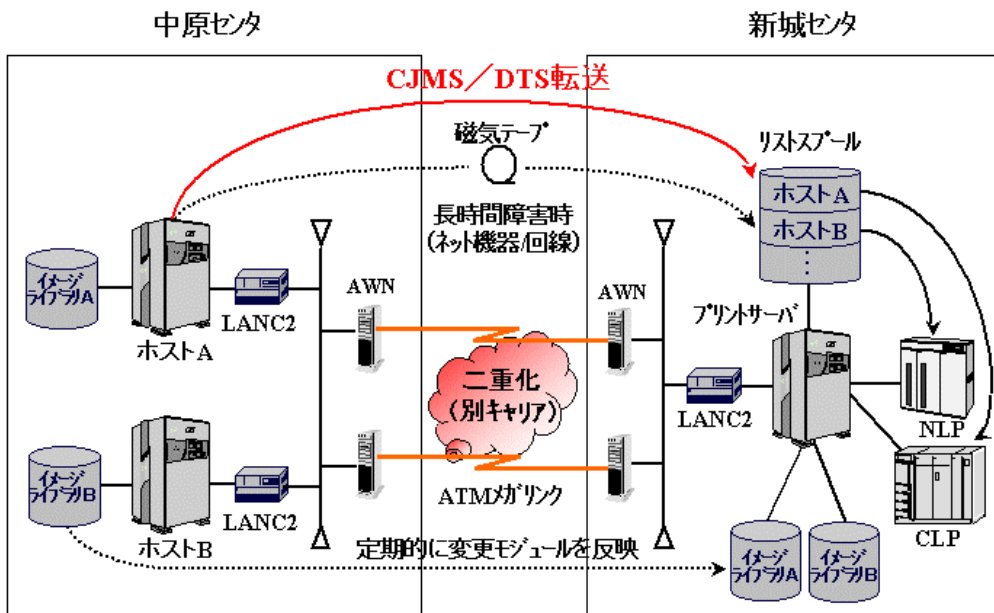 中原センタ
新城センタ
CJMS／DTS転送
磁気テープ
リストスプール
ホストA
ホストB
長時間障害時
(ネット機器/回線)
イメージ
ライブラリA
LANC2
ホストA
AWN
AWN
プリントサーバ
二重化
(別キャリア)
LANC2
NLP
イメージ
ライブラリB
LANC2
ホストB
ATMメガリンク
CLP
定期的に変更モジュールを反映
イメージ
ライブラリA
イメージ
ライブラリB